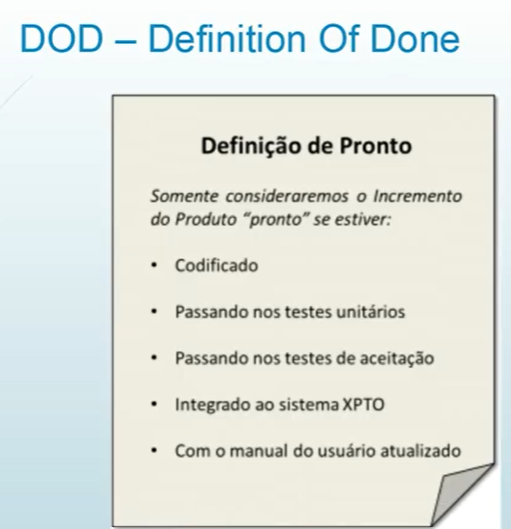 DOD – Definition Of Done
Definição de Pronto
Somente consideraremos o Incremento
do Produto “pronto” se estiver:
• Codificado
• Passando nos testes unitários
• Passando nos testes de aceitação
• Integrado ao sistema XPTO
• Com o manual do usuário atualizado